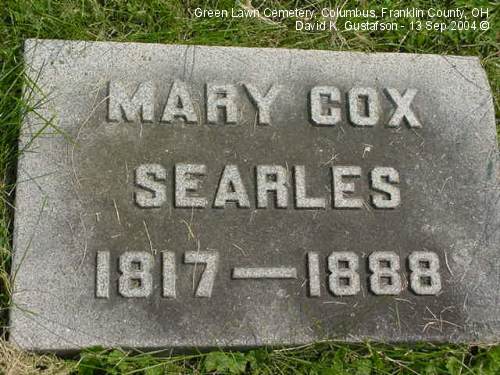 Green Lawn Cemetery, Columbus, Franklin County, OH
David K. Gustafson - 13 Sep 2004 ©
MARY COX
SEARLES
1817—1888